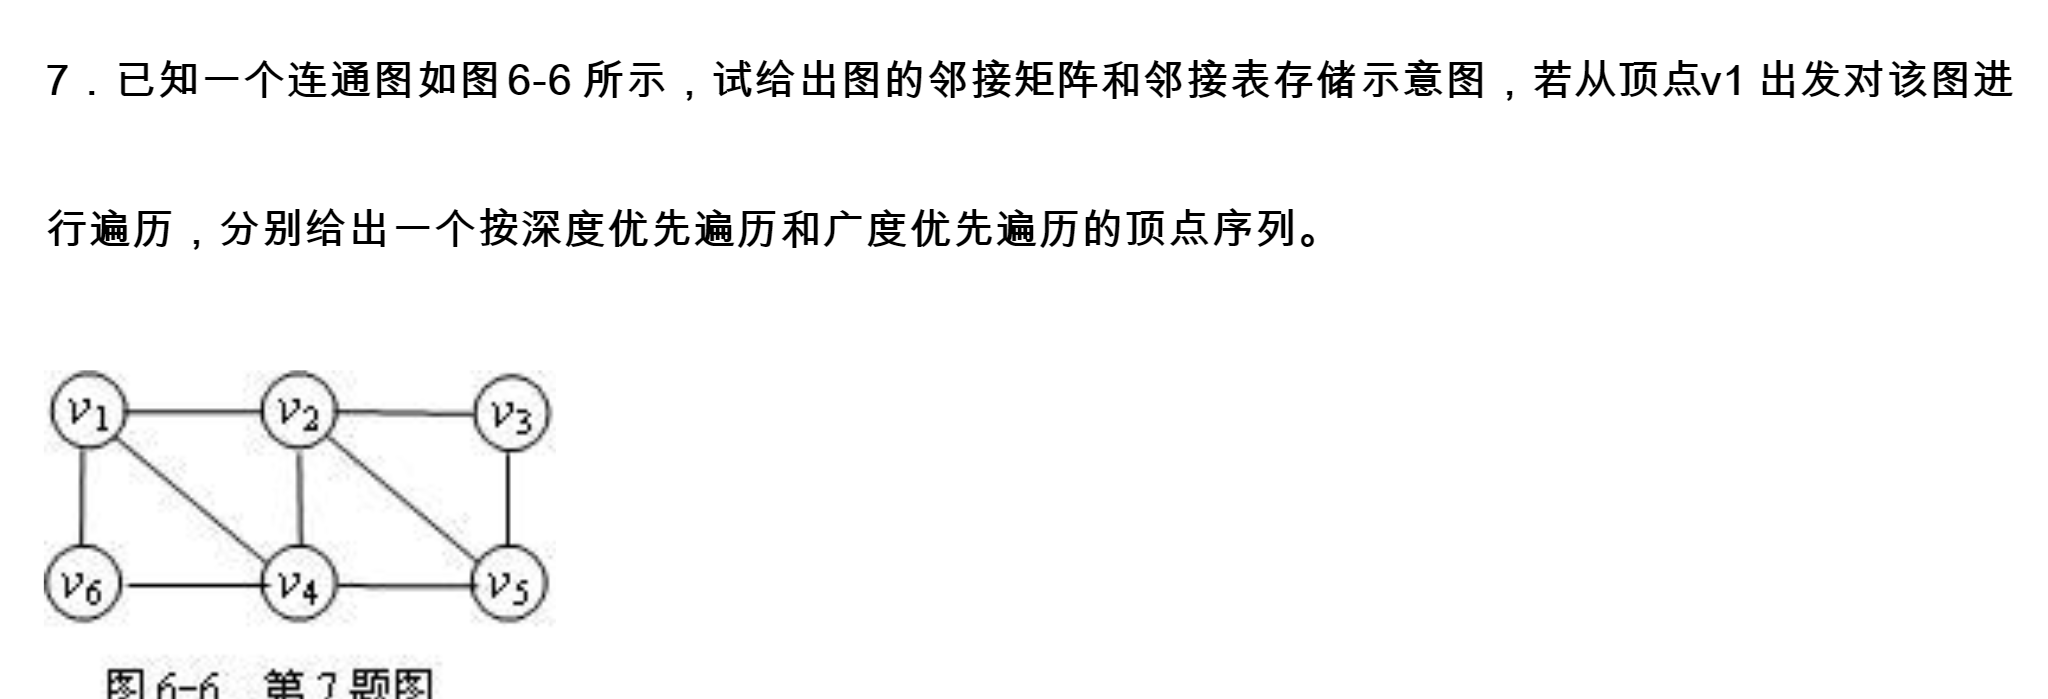 7．已知一个连通图如图6-6 所示，试给出图的邻接矩阵和邻接表存储示意图，若从顶点v1 出发对该图进
行遍历，分别给出一个按深度优先遍历和广度优先遍历的顶点序列。
v1 v2 v3
v6 v4 v5
图6-6 第7题图